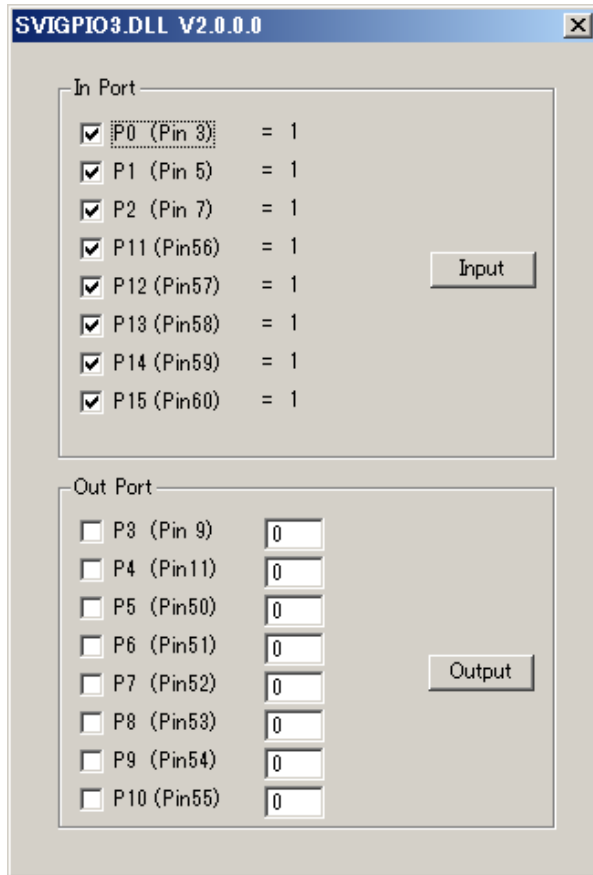 SVIGPIO3.DLL V2.0.0.0
In Port
P0 (Pin 3) = 1
P1 (Pin 5) = 1
P2 (Pin 7) = 1
P11 (Pin56) = 1
P12 (Pin57) = 1
Input
P13 (Pin58) = 1
P14 (Pin59) = 1
P15 (Pin60) = 1
Out Port
P3 (Pin 9) 0
P4 (Pin11) 0
P5 (Pin50) 0
P6 (Pin51) 0
P7 (Pin52) 0
Output
P8 (Pin53) 0
P9 (Pin54) 0
P10 (Pin55) 0